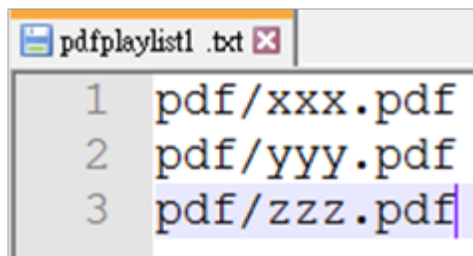 pdfplaylist1 .txt
1 pdf/xxx.pdf
2 pdf/yyy.pdf
3 pdf/zzz.pdf